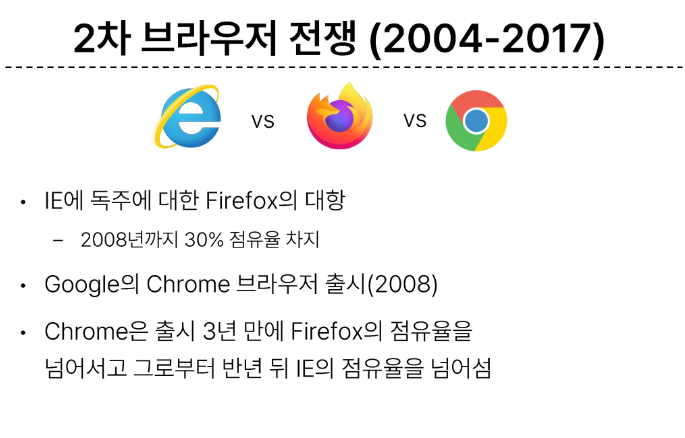 2차 브라우저 전쟁 (2004-2017)
vs
vs
• IE에 독주에 대한 Firefox의 대항
– 2008년까지 30% 점유율 차지
• Google의 Chrome 브라우저 출시(2008)
• Chrome은 출시 3년 만에 Firefox의 점유율을
넘어서고 그로부터 반년 뒤 IE의 점유율을 넘어섬